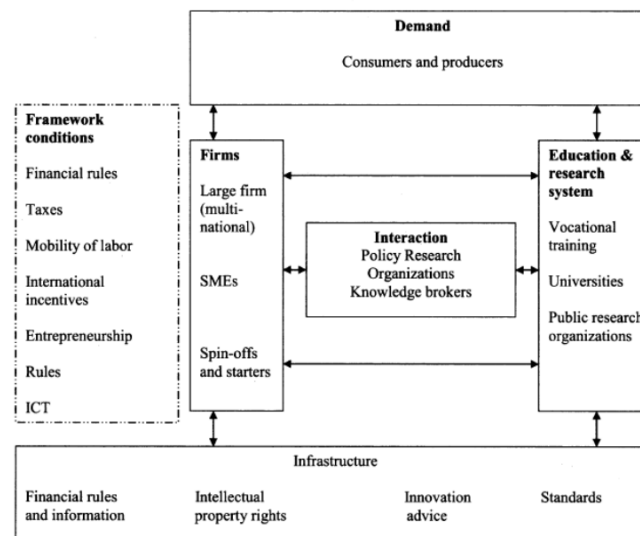 Demand
Consumers and producers
Framework
conditions
Financial rules
Taxes
Mobility of labor
International
incentives
Entrepreneurship
Rules
ICT
Firms
Large firm
(multi-
national)
SMEs
Spin-offs
and starters
Interaction
Policy Research
Organizations
Knowledge brokers
Education &
research
system
Vocational
training
Universities
Public research
organizations
Infrastructure
Financial rules
and information
Intellectual
property rights
Innovation
advice
Standards